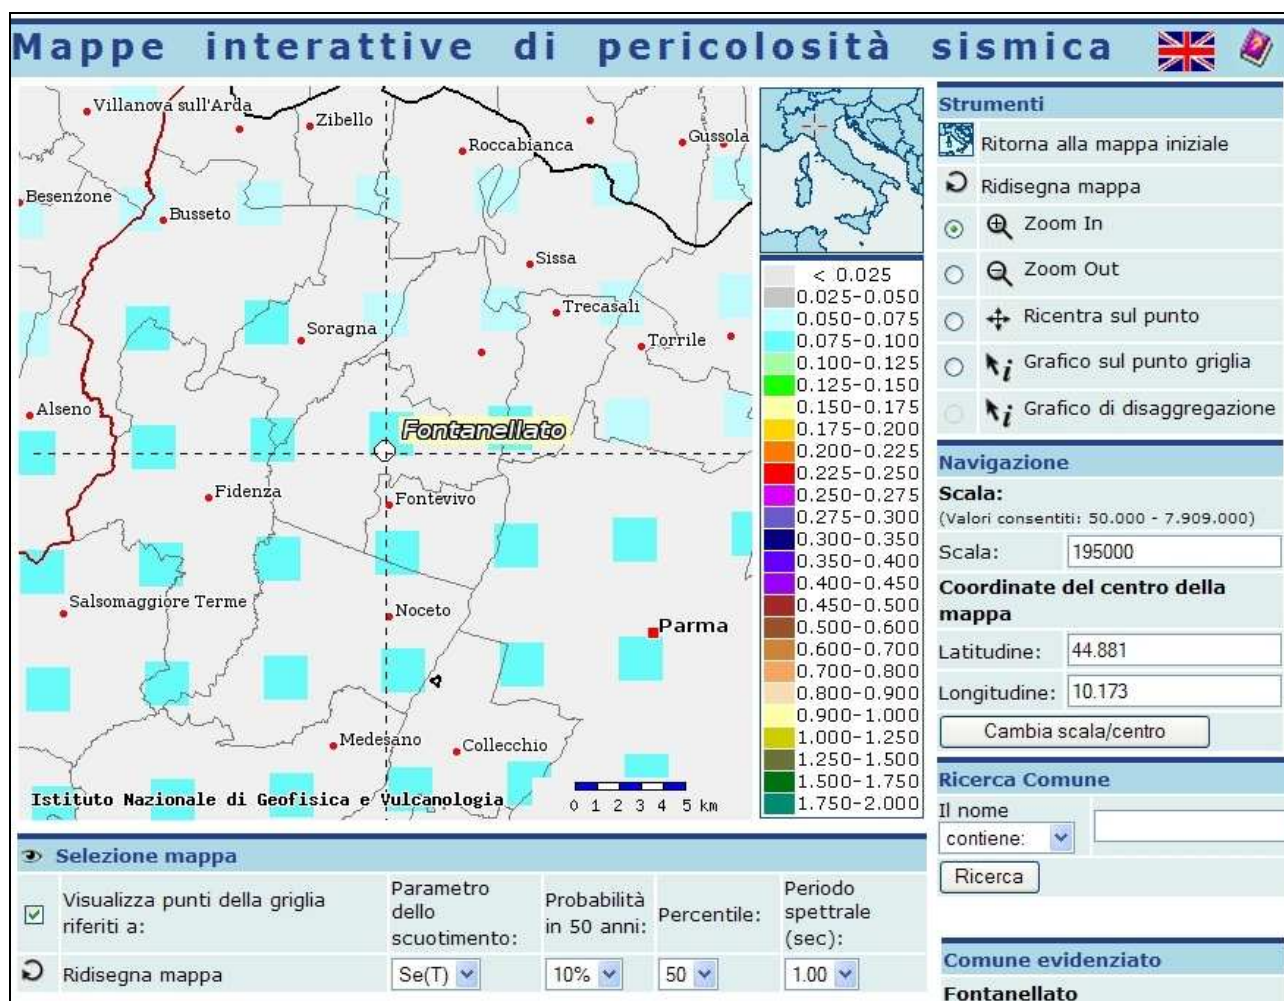 Mappe interattive di pericolosità sismica
Villanova sull'Arda
Zibello
Roccabianca
Gussola
Besenzone
Busseto
Sissa
Trecasali
Soragna
Torrile
Alseno
Fontanellato
Fidenza
Fontevivo
Salsomaggiore Terme
Noceto
Parma
Medesano
Collecchio
Istituto Nazionale di Geofisica e Vulcanologia
0 1 2 3 4 5 km
< 0.025
0.025-0.050
0.050-0.075
0.075-0.100
0.100-0.125
0.125-0.150
0.150-0.175
0.175-0.200
0.200-0.225
0.225-0.250
0.250-0.275
0.275-0.300
0.300-0.350
0.350-0.400
0.400-0.450
0.450-0.500
0.500-0.600
0.600-0.700
0.700-0.800
0.800-0.900
0.900-1.000
1.000-1.250
1.250-1.500
1.500-1.750
1.750-2.000
Strumenti
Ritorna alla mappa iniziale
Ridisegna mappa
Zoom In
Zoom Out
Ricentra sul punto
Grafico sul punto griglia
Grafico di disaggregazione
Navigazione
Scala:
(Valori consentiti: 50.000 - 7.909.000)
Scala: 195000
Coordinate del centro della
mappa
Latitudine: 44.881
Longitudine: 10.173
Cambia scala/centro
Ricerca Comune
Il nome
contiene:
Ricerca
Comune evidenziato
Fontanellato
Selezione mappa
Visualizza punti della griglia
riferiti a:
Parametro
dello
scuotimento:
Probabilità
in 50 anni:
Percentile:
Periodo
spettrale
(sec):
Ridisegna mappa
Se(T)
10%
50
1.00